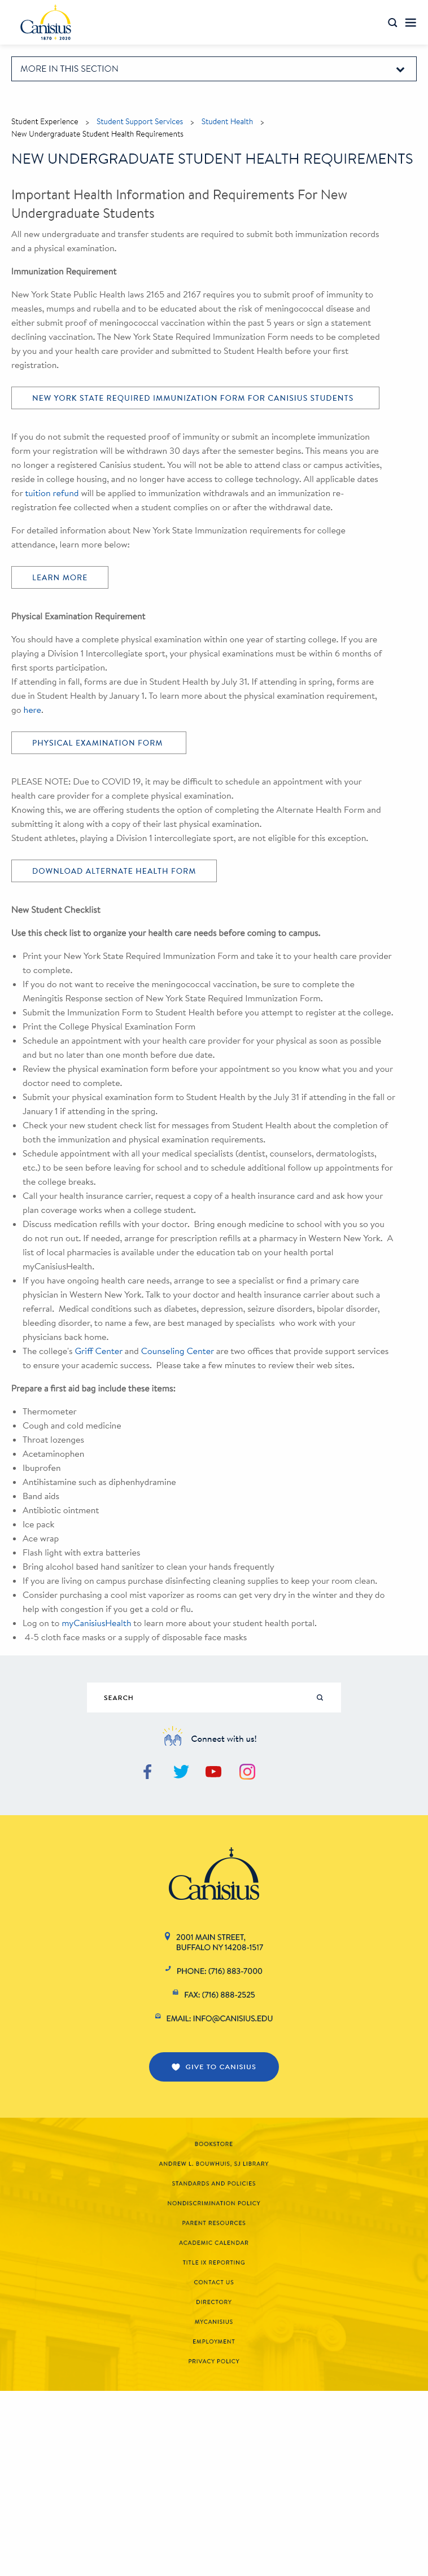 Canisius
1870 2020
MORE IN THIS SECTION
Student Experience > Student Support Services > Student Health >
New Undergraduate Student Health Requirements
NEW UNDERGRADUATE STUDENT HEALTH REQUIREMENTS
Important Health Information and Requirements For New
Undergraduate Students
All new undergraduate and transfer students are required to submit both immunization records
and a physical examination.
Immunization Requirement
New York State Public Health laws 2165 and 2167 requires you to submit proof of immunity to
measles, mumps and rubella and to be educated about the risk of meningococcal disease and
either submit proof of meningococcal vaccination within the past 5 years or sign a statement
declining vaccination. The New York State Required Immunization Form needs to be completed
by you and your health care provider and submitted to Student Health before your first
registration.
NEW YORK STATE REQUIRED IMMUNIZATION FORM FOR CANISIUS STUDENTS
If you do not submit the requested proof of immunity or submit an incomplete immunization
form your registration will be withdrawn 30 days after the semester begins. This means you are
no longer a registered Canisius student. You will not be able to attend class or campus activities,
reside in college housing, and no longer have access to college technology. All applicable dates
for tuition refund will be applied to immunization withdrawals and an immunization re-
registration fee collected when a student complies on or after the withdrawal date.
For detailed information about New York State Immunization requirements for college
attendance, learn more below:
LEARN MORE
Physical Examination Requirement
You should have a complete physical examination within one year of starting college. If you are
playing a Division 1 Intercollegiate sport, your physical examinations must be within 6 months of
first sports participation.
If attending in fall, forms are due in Student Health by July 31. If attending in spring, forms are
due in Student Health by January 1. To learn more about the physical examination requirement,
go here.
PHYSICAL EXAMINATION FORM
PLEASE NOTE: Due to COVID 19, it may be difficult to schedule an appointment with your
health care provider for a complete physical examination.
Knowing this, we are offering students the option of completing the Alternate Health Form and
submitting it along with a copy of their last physical examination.
Student athletes, playing a Division 1 intercollegiate sport, are not eligible for this exception.
DOWNLOAD ALTERNATE HEALTH FORM
New Student Checklist
Use this check list to organize your health care needs before coming to campus.
• Print your New York State Required Immunization Form and take it to your health care provider
to complete.
• If you do not want to receive the meningococcal vaccination, be sure to complete the
Meningitis Response section of New York State Required Immunization Form.
• Submit the Immunization Form to Student Health before you attempt to register at the college.
• Print the College Physical Examination Form
• Schedule an appointment with your health care provider for your physical as soon as possible
and but no later than one month before due date.
• Review the physical examination form before your appointment so you know what you and your
doctor need to complete.
• Submit your physical examination form to Student Health by the July 31 if attending in the fall or
January 1 if attending in the spring.
• Check your new student check list for messages from Student Health about the completion of
both the immunization and physical examination requirements.
• Schedule appointment with all your medical specialists (dentist, counselors, dermatologists,
etc.) to be seen before leaving for school and to schedule additional follow up appointments for
the college breaks.
• Call your health insurance carrier, request a copy of a health insurance card and ask how your
plan coverage works when a college student.
• Discuss medication refills with your doctor. Bring enough medicine to school with you so you
do not run out. If needed, arrange for prescription refills at a pharmacy in Western New York. A
list of local pharmacies is available under the education tab on your health portal
myCanisiusHealth.
• If you have ongoing health care needs, arrange to see a specialist or find a primary care
physician in Western New York. Talk to your doctor and health insurance carrier about such a
referral. Medical conditions such as diabetes, depression, seizure disorders, bipolar disorder,
bleeding disorder, to name a few, are best managed by specialists who work with your
physicians back home.
• The college's Griff Center and Counseling Center are two offices that provide support services
to ensure your academic success. Please take a few minutes to review their web sites.
Prepare a first aid bag include these items:
• Thermometer
• Cough and cold medicine
• Throat lozenges
• Acetaminophen
• Ibuprofen
• Antihistamine such as diphenhydramine
• Band aids
• Antibiotic ointment
• Ice pack
• Ace wrap
• Flash light with extra batteries
• Bring alcohol based hand sanitizer to clean your hands frequently
• If you are living on campus purchase disinfecting cleaning supplies to keep your room clean.
• Consider purchasing a cool mist vaporizer as rooms can get very dry in the winter and they do
help with congestion if you get a cold or flu.
• Log on to myCanisiusHealth to learn more about your student health portal.
• 4-5 cloth face masks or a supply of disposable face masks
SEARCH
Connect with us!
Canisius
2001 MAIN STREET,
BUFFALO NY 14208-1517
PHONE: (716) 883-7000
FAX: (716) 888-2525
EMAIL: INFO@CANISIUS.EDU
GIVE TO CANISIUS
BOOKSTORE
ANDREW L. BOUWHUIS, SJ LIBRARY
STANDARDS AND POLICIES
NONDISCRIMINATION POLICY
PARENT RESOURCES
ACADEMIC CALENDAR
TITLE IX REPORTING
CONTACT US
DIRECTORY
MYCANISIUS
EMPLOYMENT
PRIVACY POLICY